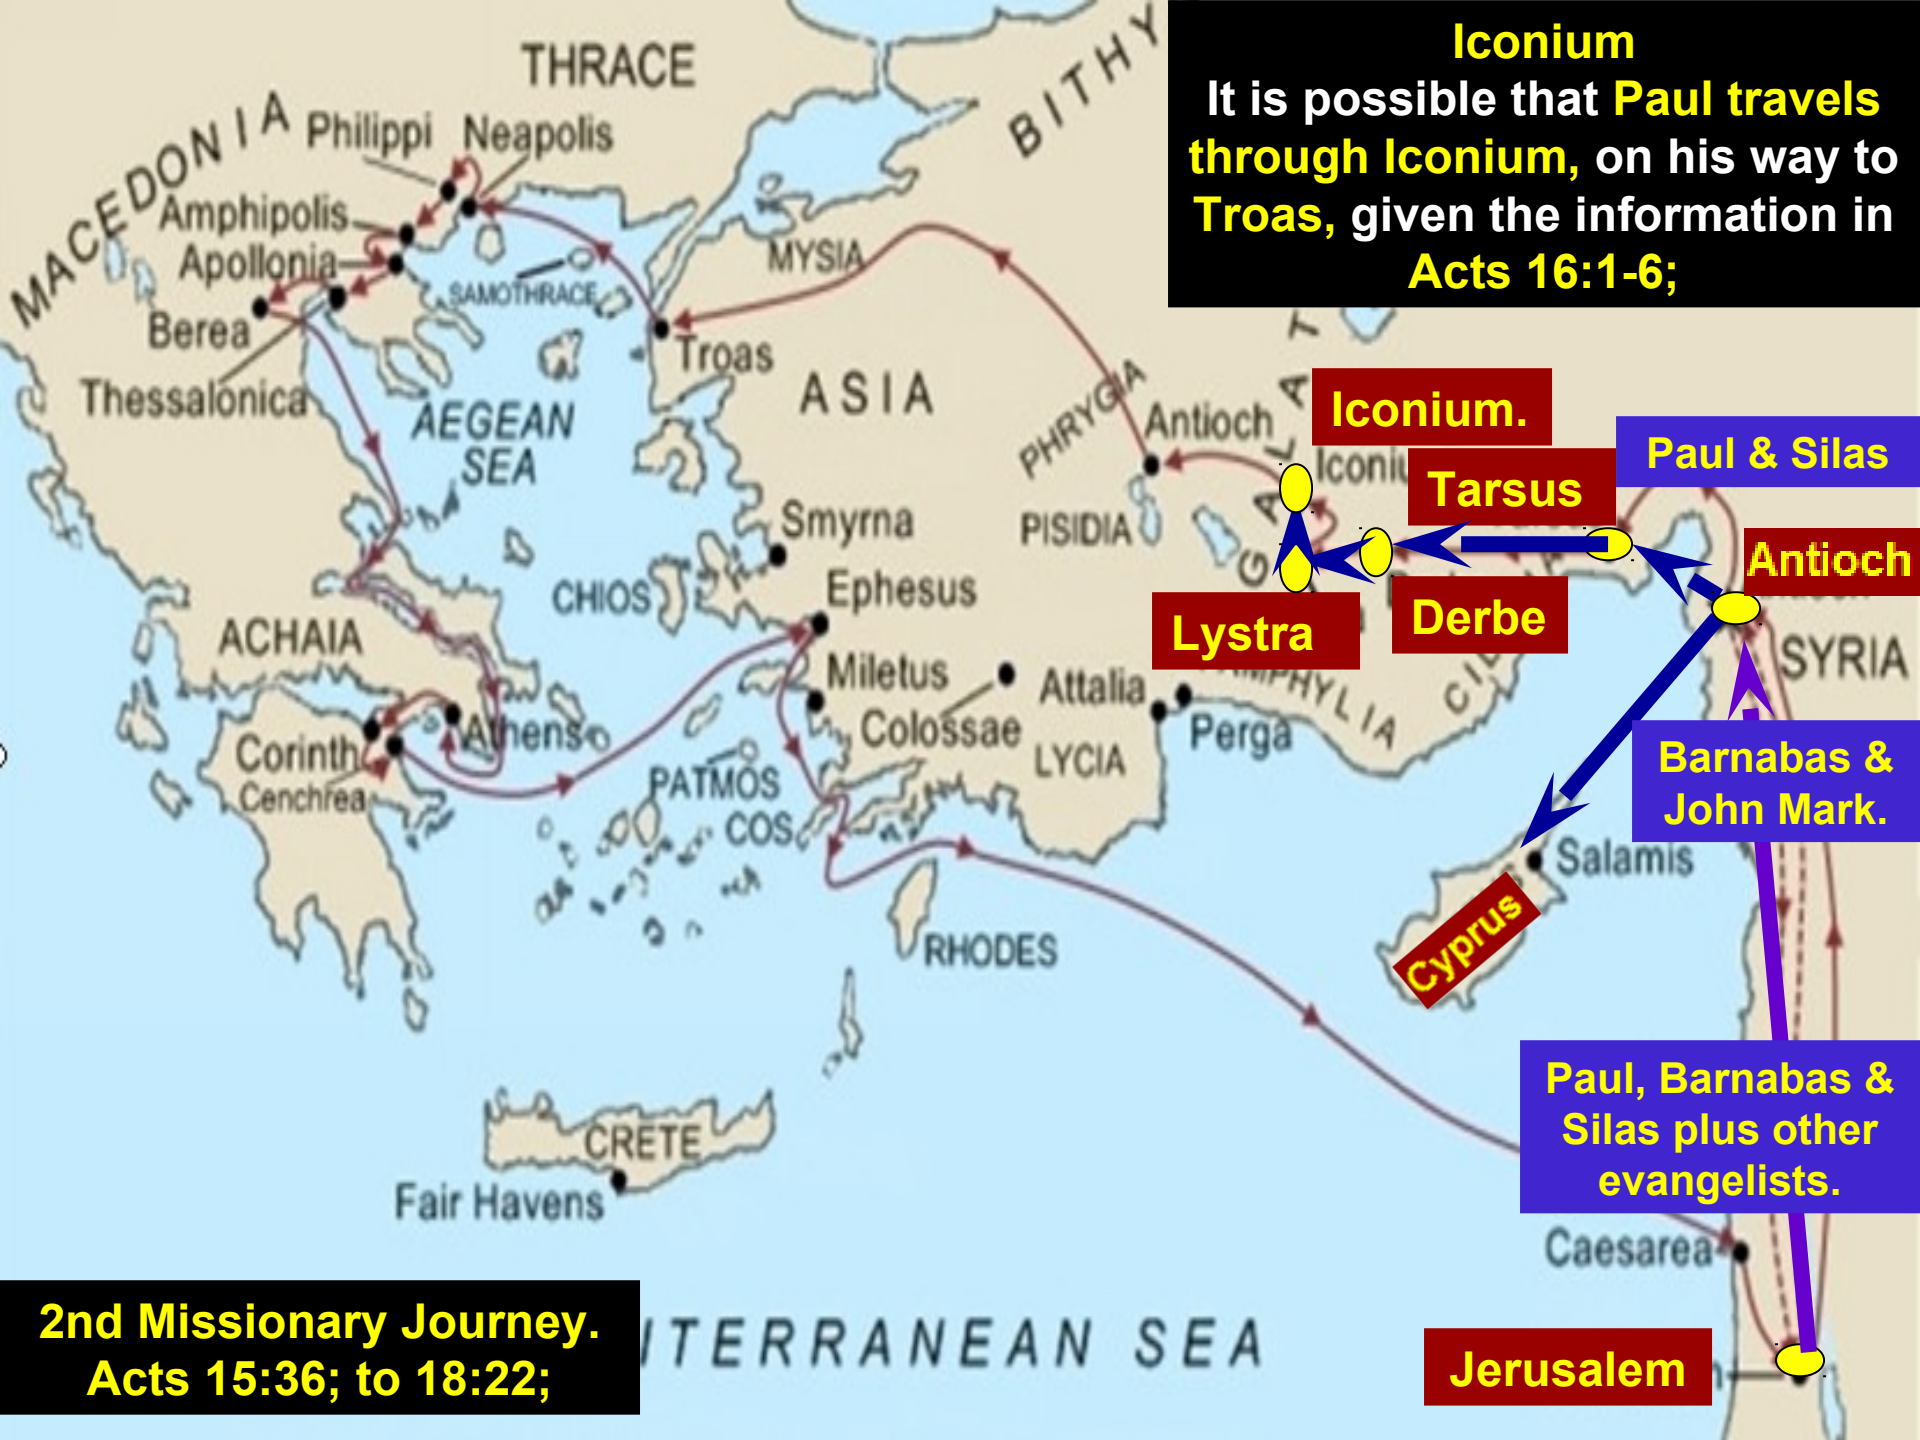 Iconium
It is possible that Paul travels
through Iconium, on his way to
Troas, given the information in
Acts 16:1-6;
THRACE
BITHY
MACEDONIA
Philippi
Neapolis
Amphipolis
Apollonia
SAMOTHRACE
MYSIA
Berea
Troas
Thessalonica
ASIA
AEGEAN
SEA
PHRYGIA
Antioch
GALAT
Iconium.
Iconiu
Paul & Silas
Tarsus
PISIDIA
Smyrna
Antioch
CHIOS
Ephesus
Lystra
Derbe
ACHAIA
SYRIA
Miletus
Colossae
Attalia
Perga
AMPHYLIA
CIL
Athens
Corinth
Cenchrea
LYCIA
PATMOS
COS
Barnabas &
John Mark.
Salamis
Cyprus
RHODES
Paul, Barnabas &
Silas plus other
evangelists.
CRETE
Fair Havens
Caesarea
2nd Missionary Journey.
Acts 15:36; to 18:22;
ITERRANEAN SEA
Jerusalem